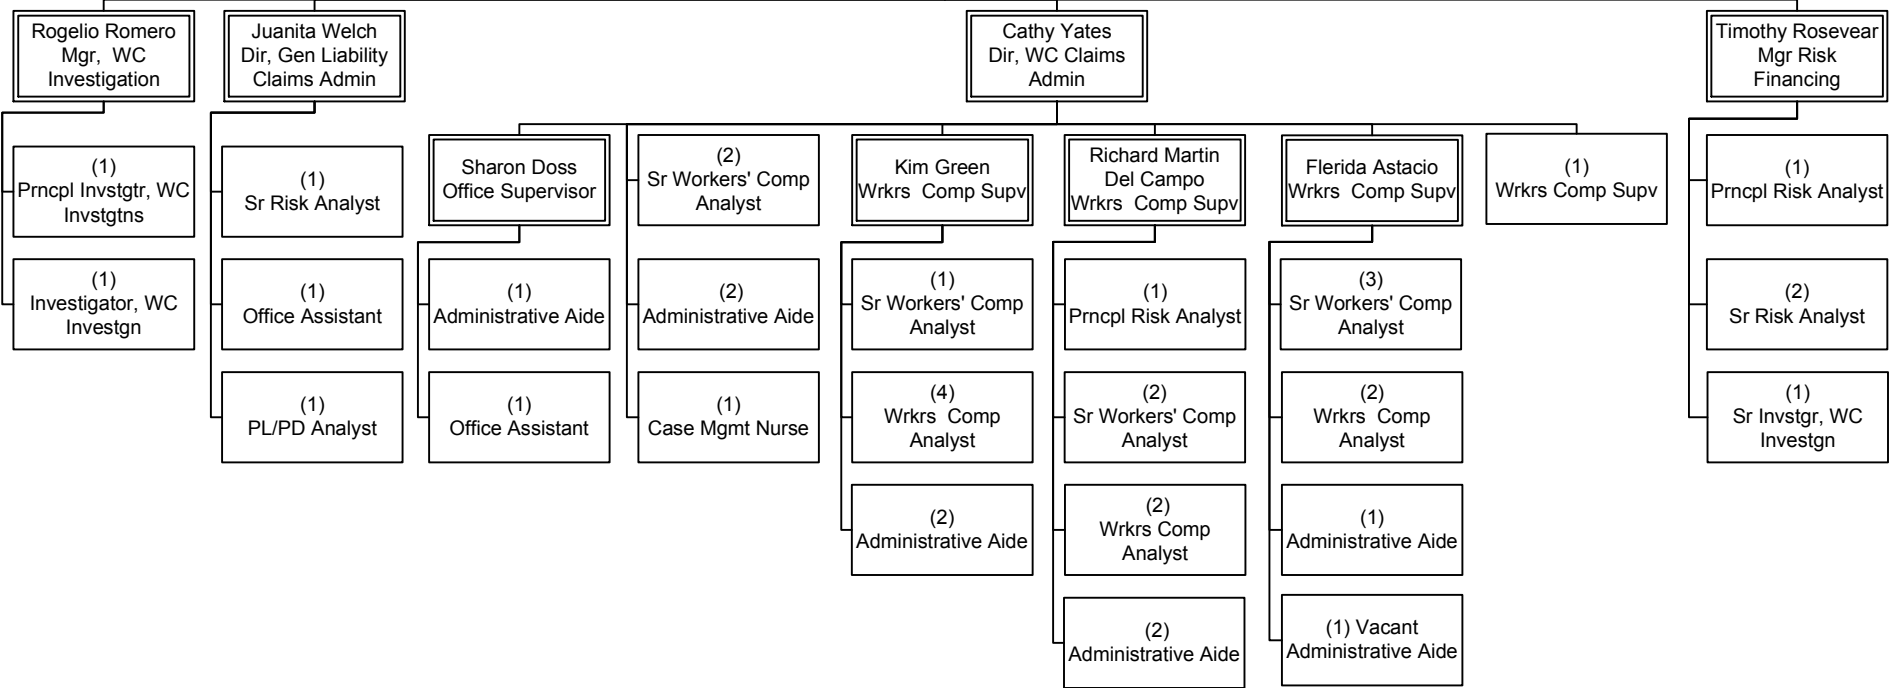 Rogelio Romero
Mgr, WC
Investigation
Juanita Welch
Dir, Gen Liability
Claims Admin
Cathy Yates
Dir, WC Claims
Admin
Timothy Rosevear
Mgr Risk
Financing
(1)
Prncpl Invstgtr, WC
Invstgtns
(1)
Investigator, WC
Investgn
(1)
Sr Risk Analyst
(1)
Office Assistant
(1)
PL/PD Analyst
Sharon Doss
Office Supervisor
(1)
Administrative Aide
(1)
Office Assistant
(2)
Sr Workers' Comp
Analyst
(2)
Administrative Aide
(1)
Case Mgmt Nurse
Kim Green
Wrkrs Comp Supv
(1)
Sr Workers' Comp
Analyst
(4)
Wrkrs Comp
Analyst
(2)
Administrative Aide
Richard Martin
Del Campo
Wrkrs Comp Supv
(1)
Prncpl Risk Analyst
(2)
Sr Workers' Comp
Analyst
(2)
Wrkrs Comp
Analyst
(2)
Administrative Aide
Flerida Astacio
Wrkrs Comp Supv
(3)
Sr Workers' Comp
Analyst
(2)
Wrkrs Comp
Analyst
(1)
Administrative Aide
(1) Vacant
Administrative Aide
(1)
Wrkrs Comp Supv
(1)
Prncpl Risk Analyst
(2)
Sr Risk Analyst
(1)
Sr Invstgr, WC
Investgn